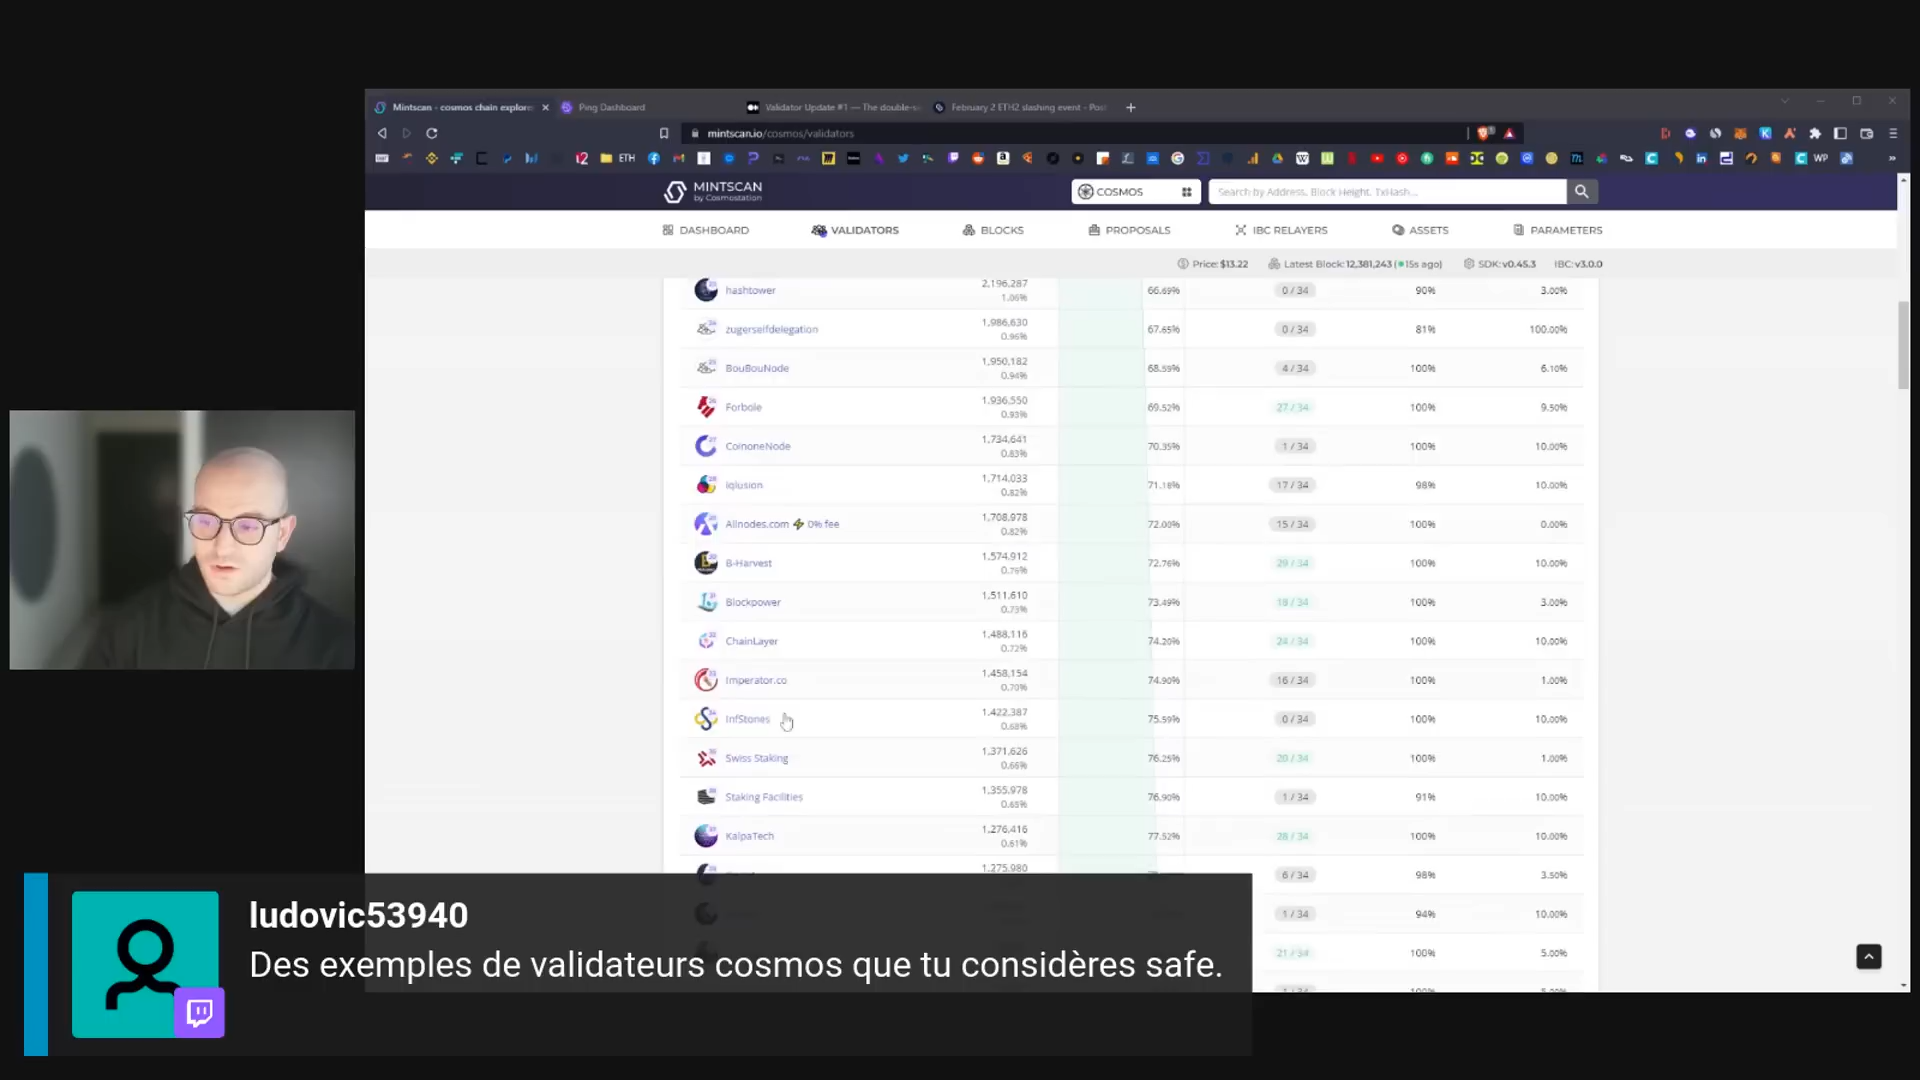 Mintscan - cosmos chain explore
Ping Dashboard
Validator Update #1 — The double-s
February 2 ETH2 slashing event - Pos
mintscan.io/cosmos/validators
12
ETH
WP
MINTSCAN
by Cosmostation
COSMOS
Search by Address, Block Height, TxHash...
DASHBOARD
VALIDATORS
BLOCKS
PROPOSALS
IBC RELAYERS
ASSETS
PARAMETERS
Price: $13.22
Latest Block: 12,381,243 (15s ago)
SDK: v0.45.3
IBC: v3.0.0
hashtower 2,196,287 1.06% 66.69% 0 / 34 90% 3.00%
zugerselfdelegation 1,986,630 0.96% 67.65% 0 / 34 81% 100.00%
BouBouNode 1,950,182 0.94% 68.59% 4 / 34 100% 6.10%
Forbole 1,936,550 0.93% 69.52% 27 / 34 100% 9.50%
CoinoneNode 1,734,641 0.83% 70.35% 1 / 34 100% 10.00%
iqlusion 1,714,033 0.82% 71.18% 17 / 34 98% 10.00%
Allnodes.com ⚡ 0% fee 1,708,978 0.82% 72.00% 15 / 34 100% 0.00%
B-Harvest 1,574,912 0.76% 72.76% 29 / 34 100% 10.00%
Blockpower 1,511,610 0.73% 73.49% 18 / 34 100% 3.00%
ChainLayer 1,488,116 0.72% 74.20% 24 / 34 100% 10.00%
Imperator.co 1,458,154 0.70% 74.90% 16 / 34 100% 1.00%
InfStones 1,422,387 0.68% 75.59% 0 / 34 100% 10.00%
Swiss Staking 1,371,626 0.66% 76.25% 20 / 34 100% 1.00%
Staking Facilities 1,355,978 0.65% 76.90% 1 / 34 91% 10.00%
KalpaTech 1,276,416 0.61% 77.52% 28 / 34 100% 10.00%
1,275,980 6 / 34 98% 3.50%
1 / 34 94% 10.00%
21 / 34 100% 5.00%
ludovic53940
Des exemples de validateurs cosmos que tu considères safe.